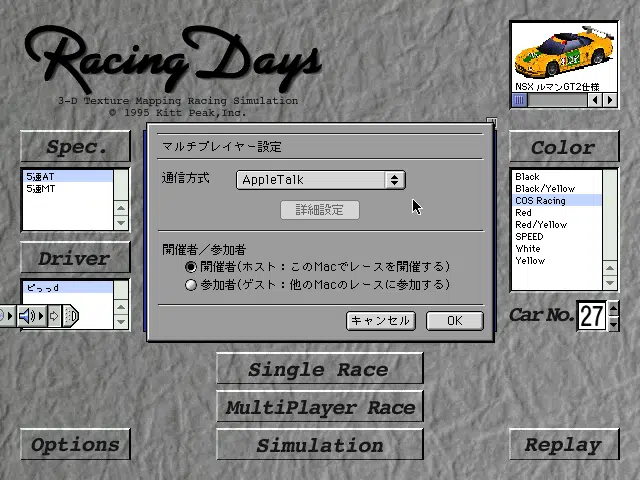 Racing Days
3-D Texture Mapping Racing Simulation
© 1995 Kitt Peak,Inc.
NSX ルマンGT2仕様
Spec.
5速AT
5速MT
Driver
ピっっd
マルチプレイヤー設定
通信方式
AppleTalk
詳細設定
開催者／参加者
開催者(ホスト：このMacでレースを開催する)
参加者(ゲスト：他のMacのレースに参加する)
キャンセル
OK
Color
Black
Black/Yellow
COS Racing
Red
Red/Yellow
SPEED
White
Yellow
Car No. 27
Single Race
MultiPlayer Race
Simulation
Options
Replay